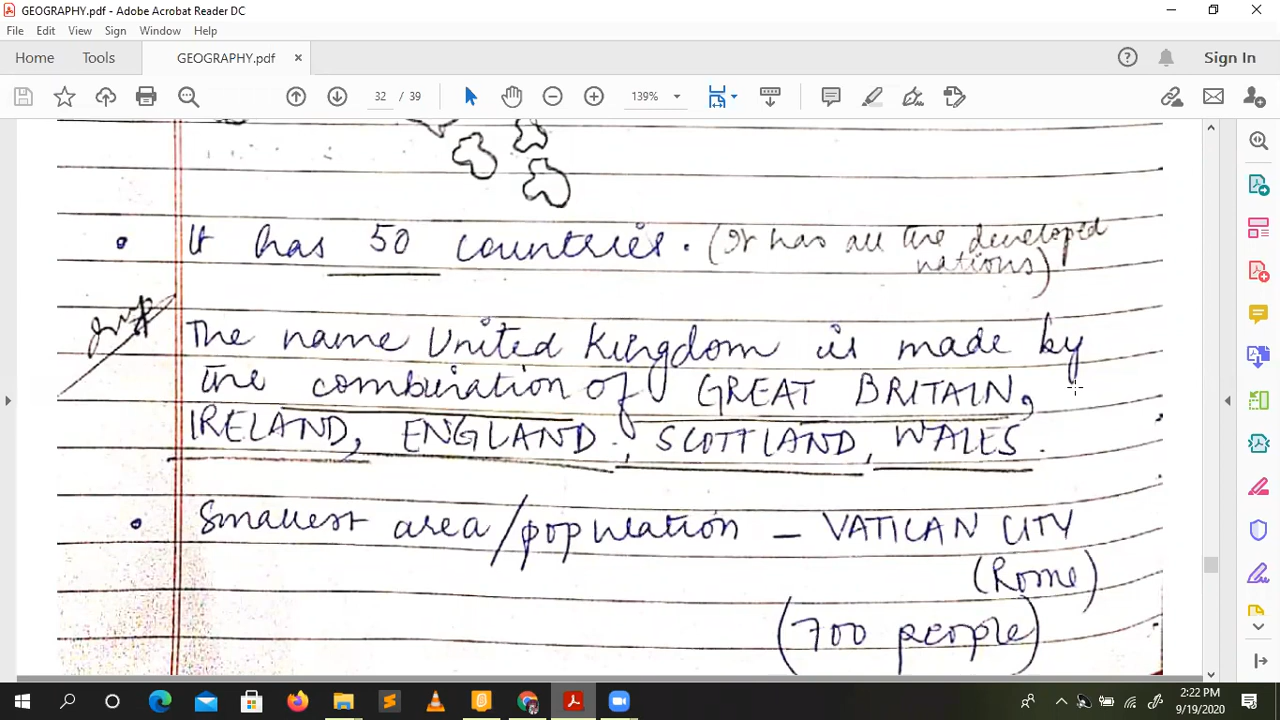 GEOGRAPHY.pdf - Adobe Acrobat Reader DC
File Edit View Sign Window Help
Home Tools GEOGRAPHY.pdf × Sign In
32 / 39 139%
• It has 50 countries. (It has all the developed
nations)
Imp The name United Kingdom is made by
the combination of GREAT BRITAIN,
IRELAND, ENGLAND, SCOTTLAND, WALES.
• Smallest area/population – VATICAN CITY
(Rome)
(700 people)
2:22 PM
9/19/2020